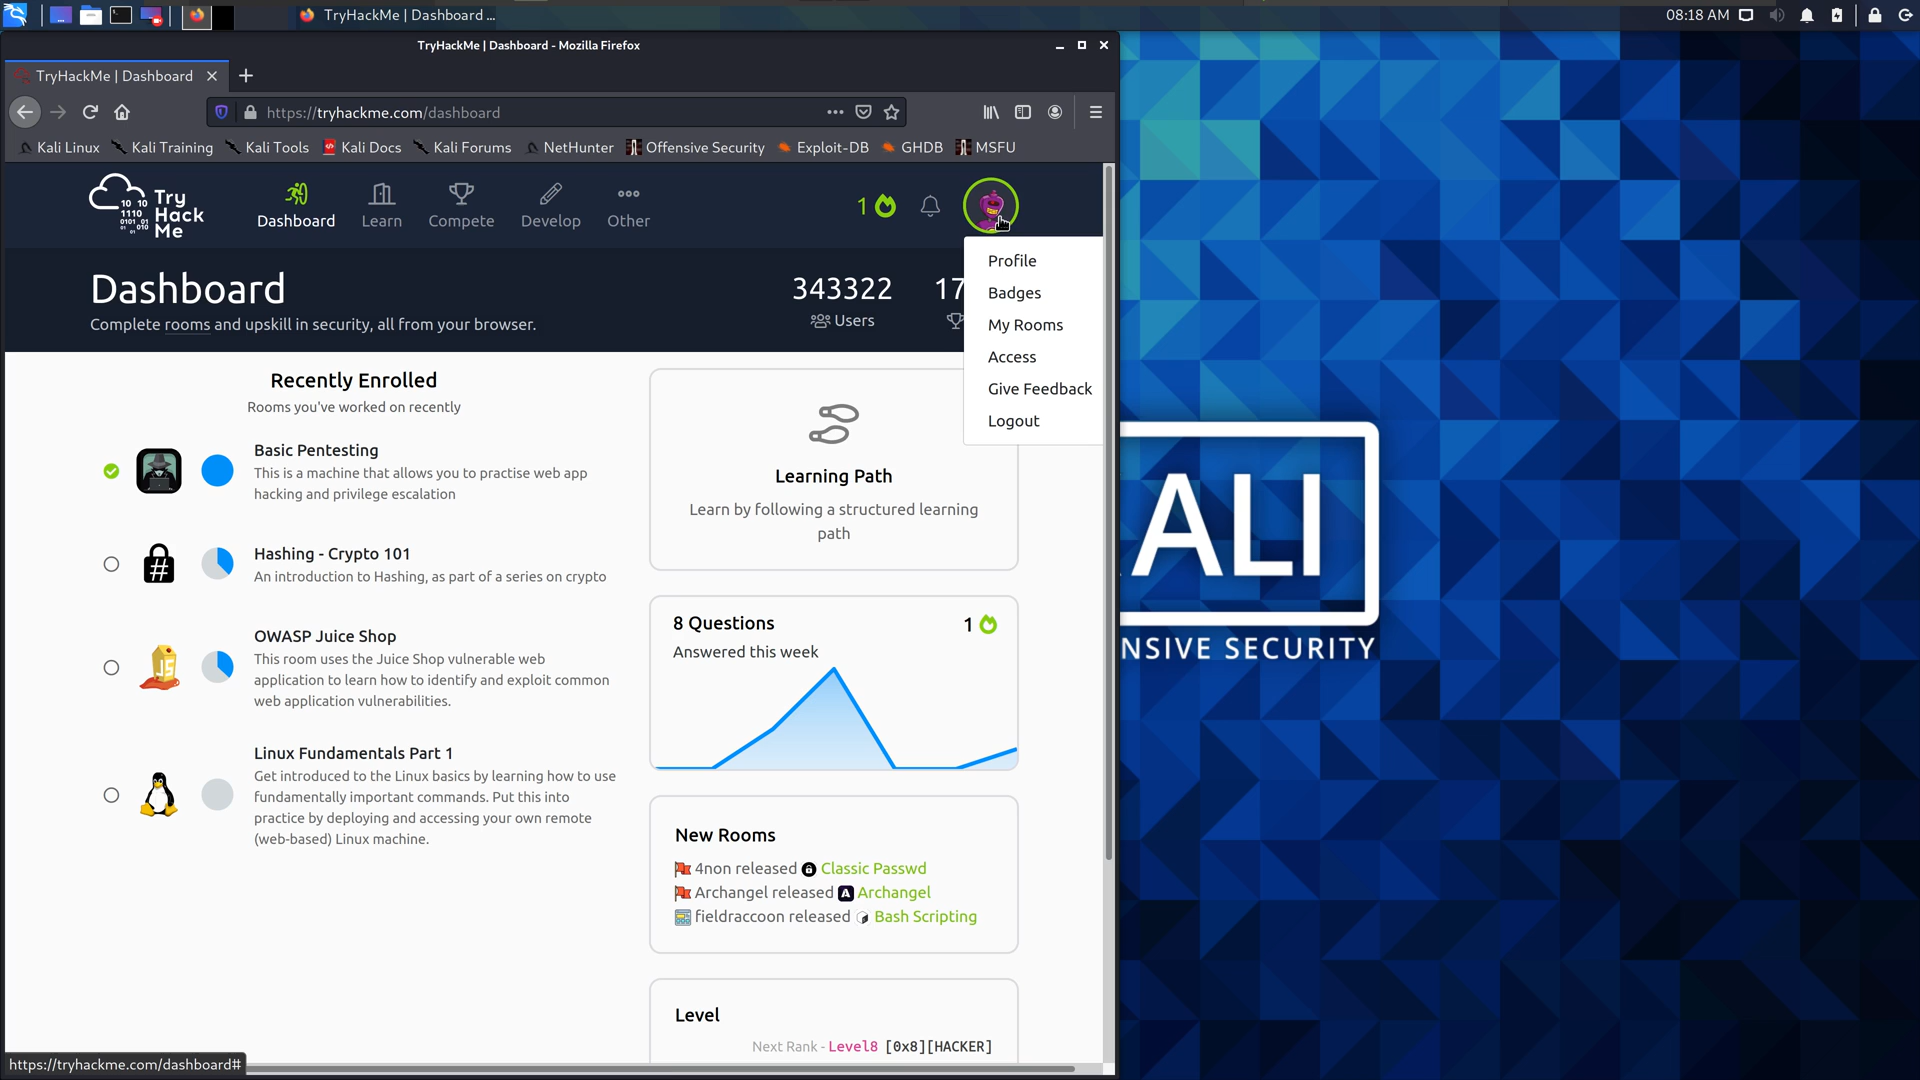 TryHackMe | Dashboard ...
08:18 AM
TryHackMe | Dashboard - Mozilla Firefox
TryHackMe | Dashboard
https://tryhackme.com/dashboard
Kali Linux
Kali Training
Kali Tools
Kali Docs
Kali Forums
NetHunter
Offensive Security
Exploit-DB
GHDB
MSFU
10 10
1110
0101 01
01 010
Try
Hack
Me
Dashboard
Learn
Compete
Develop
Other
1
Profile
Badges
My Rooms
Access
Give Feedback
Logout
Dashboard
Complete rooms and upskill in security, all from your browser.
343322
Users
17
Recently Enrolled
Rooms you've worked on recently
Basic Pentesting
This is a machine that allows you to practise web app
hacking and privilege escalation
#
Hashing - Crypto 101
An introduction to Hashing, as part of a series on crypto
JS
OWASP Juice Shop
This room uses the Juice Shop vulnerable web
application to learn how to identify and exploit common
web application vulnerabilities.
Linux Fundamentals Part 1
Get introduced to the Linux basics by learning how to use
fundamentally important commands. Put this into
practice by deploying and accessing your own remote
(web-based) Linux machine.
Learning Path
Learn by following a structured learning
path
8 Questions
1
Answered this week
New Rooms
4non released Classic Passwd
Archangel released A Archangel
fieldraccoon released Bash Scripting
Level
Next Rank - Level8 [0x8][HACKER]
https://tryhackme.com/dashboard#
ALI
NSIVE SECURITY